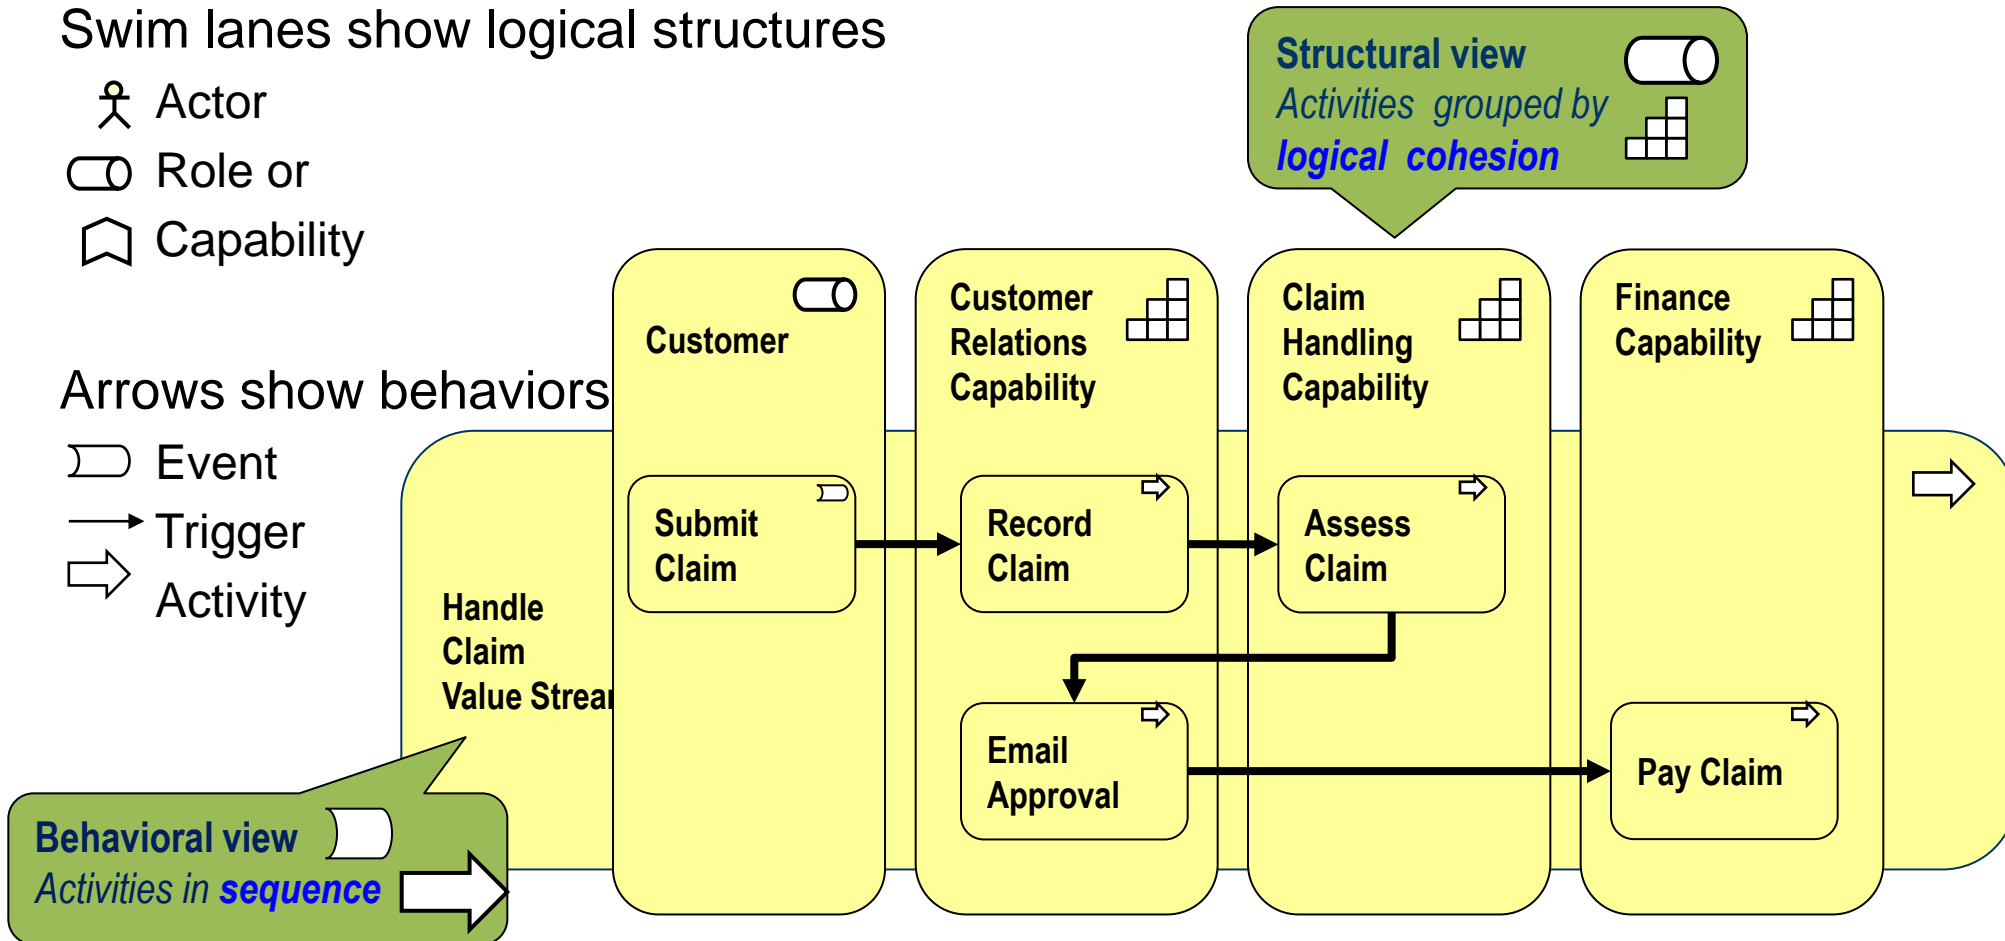 Swim lanes show logical structures
Actor
Role or
Capability
Arrows show behaviors
Event
Trigger
Activity
Structural view
Activities grouped by
logical cohesion
Customer
Customer
Relations
Capability
Claim
Handling
Capability
Finance
Capability
Handle
Claim
Value Strea
Submit
Claim
Record
Claim
Assess
Claim
Email
Approval
Pay Claim
Behavioral view
Activities in sequence